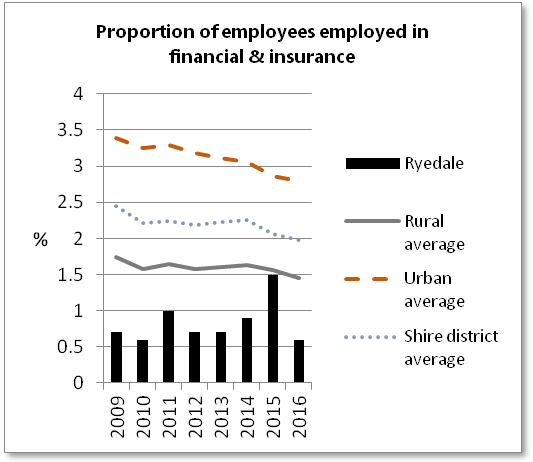 Proportion of employees employed in
financial & insurance
4
3.5
3
2.5
2
1.5
1
0.5
0
%
2009
2010
2011
2012
2013
2014
2015
2016
Ryedale
Rural
average
Urban
average
Shire district
average